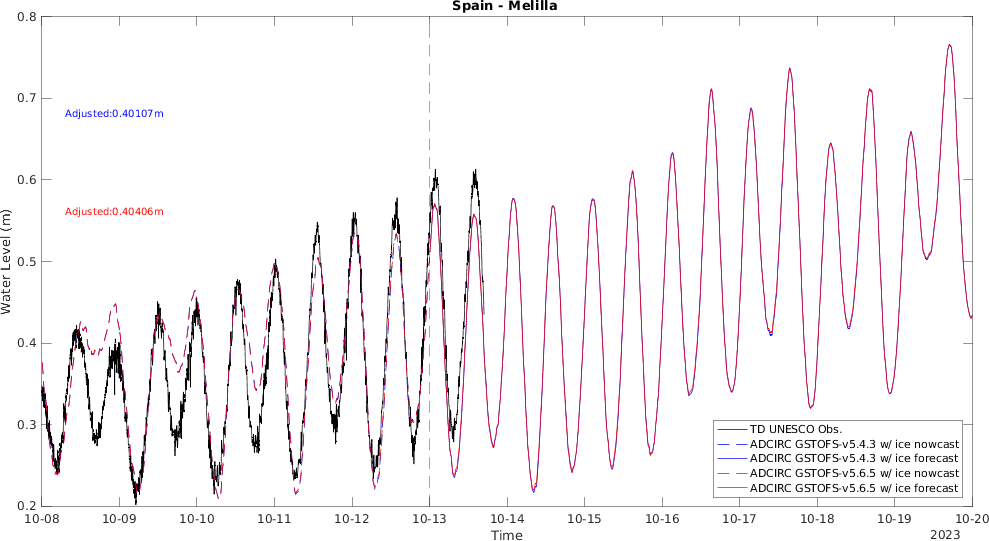 Spain - Melilla
0.8
0.7
0.6
0.5
0.4
0.3
0.2
Water Level (m)
Adjusted:0.40107m
Adjusted:0.40406m
TD UNESCO Obs.
ADCIRC GSTOFS-v5.4.3 w/ ice nowcast
ADCIRC GSTOFS-v5.4.3 w/ ice forecast
ADCIRC GSTOFS-v5.6.5 w/ ice nowcast
ADCIRC GSTOFS-v5.6.5 w/ ice forecast
10-08 10-09 10-10 10-11 10-12 10-13 10-14 10-15 10-16 10-17 10-18 10-19 10-20
Time
2023